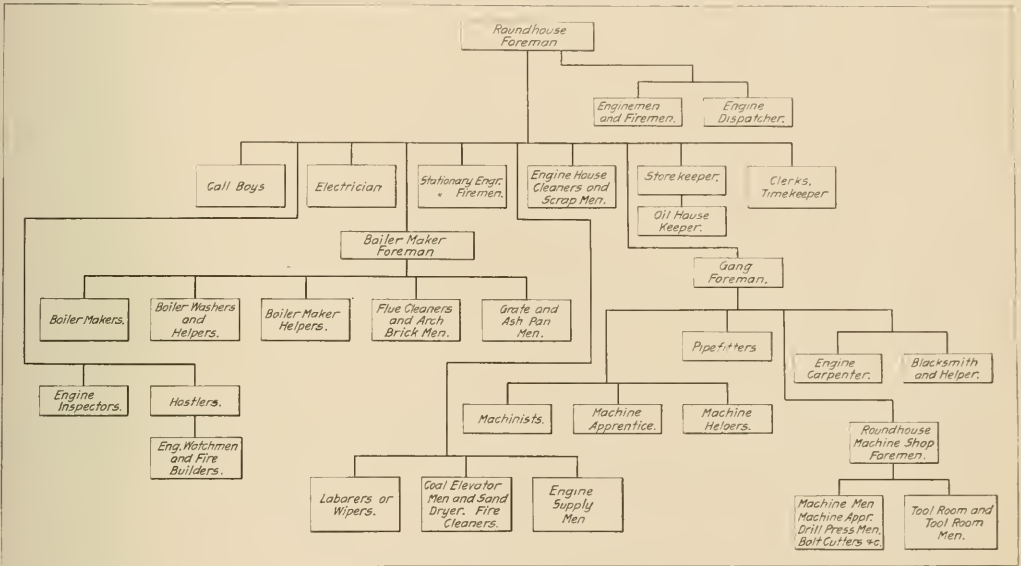 Roundhouse
Foreman
Enginemen
and Firemen.
Engine
Dispatcher.
Call Boys
Electrician
Stationary Engr.
" Firemen.
Engine House
Cleaners and
Scrap Men.
Storekeeper.
Clerks.
Timekeeper
Oil House
Keeper.
Boiler Maker
Foreman
Gang
Foreman.
Boiler Makers.
Boiler Washers
and
Helpers.
Boiler Maker
Helpers.
Flue Cleaners
and Arch
Brick Men.
Grate and
Ash Pan
Men.
Pipefitters
Engine
Carpenter.
Blacksmith
and Helper.
Engine
Inspectors.
Hostlers.
Machinists.
Machine
Apprentice.
Machine
Helpers.
Eng. Watchmen
and Fire
Builders.
Roundhouse
Machine Shop
Foremen.
Laborers or
Wipers.
Coal Elevator
Men and Sand
Dryer. Fire
Cleaners.
Engine
Supply
Men
Machine Men
Machine Appr.
Drill Press Men.
Bolt Cutters &c.
Tool Room and
Tool Room
Men.